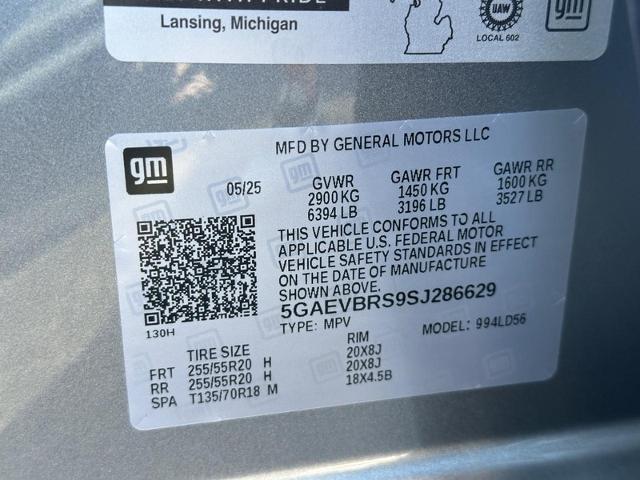 Lansing, Michigan
UAW
LOCAL 602
gm
gm
MFD BY GENERAL MOTORS LLC
05/25
GVWR GAWR FRT GAWR RR
2900 KG 1450 KG 1600 KG
6394 LB 3196 LB 3527 LB
THIS VEHICLE CONFORMS TO ALL
APPLICABLE U.S. FEDERAL MOTOR
VEHICLE SAFETY STANDARDS IN EFFECT
ON THE DATE OF MANUFACTURE
SHOWN ABOVE.
5GAEVBRS9SJ286629
130H
TYPE: MPV MODEL: 994LD56
TIRE SIZE RIM
FRT 255/55R20 H 20X8J
RR 255/55R20 H 20X8J
SPA T135/70R18 M 18X4.5B